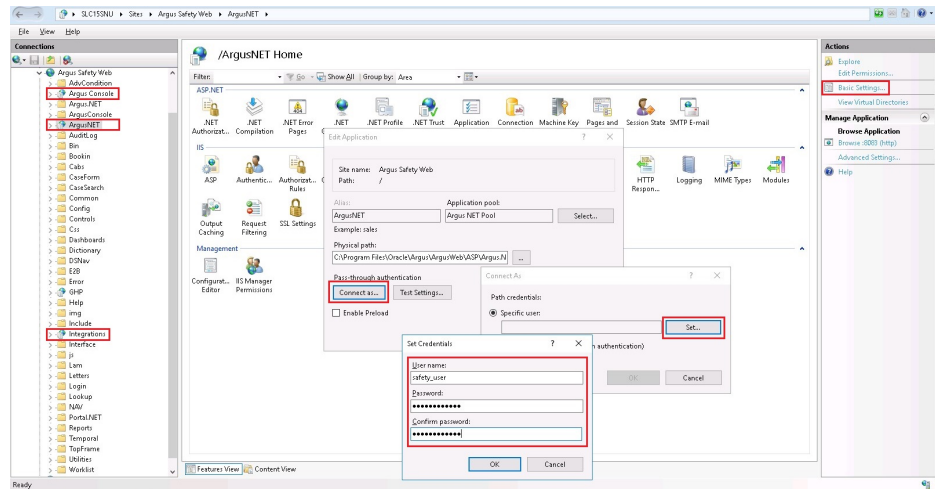 SLC15SNU ▸ Sites ▸ Argus Safety Web ▸ ArgusNET ▸
File View Help
Connections
Argus Safety Web
AdvCondition
Argus Console
Argus.NET
ArgusConsole
ArgusNET
AuditLog
Bin
Bookin
Cabs
CaseForm
CaseSearch
Common
Config
Controls
Css
Dashboards
Dictionary
DSNav
E2B
Error
GHP
Help
img
Include
Integrations
Interface
js
Lam
Letters
Login
Lookup
NAV
Portal.NET
Reports
Temporal
TopFrame
Utilities
Worklist
/ArgusNET Home
Filter: Go Show All Group by: Area
ASP.NET
.NET Authorizat...
.NET Compilation
.NET Error Pages
.NET
.NET Profile
.NET Trust
Application
Connection
Machine Key
Pages and
Session State
SMTP E-mail
IIS
ASP
Authentic...
Authorizat... Rules
HTTP Respon...
Logging
MIME Types
Modules
Output Caching
Request Filtering
SSL Settings
Management
Configurat... Editor
IIS Manager Permissions
Edit Application ? ×
Site name: Argus Safety Web
Path: /
Alias: Application pool:
ArgusNET Argus NET Pool Select...
Example: sales
Physical path:
C:\Program Files\Oracle\Argus\ArgusWeb\ASP\Argus.N ...
Pass-through authentication
Connect as... Test Settings...
Enable Preload
Connect As ? ×
Path credentials:
Specific user:
Set...
authentication)
OK Cancel
Set Credentials ? ×
User name:
safety_user
Password:
••••••••••••
Confirm password:
••••••••••••
OK Cancel
Features View Content View
Ready
Actions
Explore
Edit Permissions...
Basic Settings...
View Virtual Directories
Manage Application
Browse Application
Browse :8083 (http)
Advanced Settings...
Help